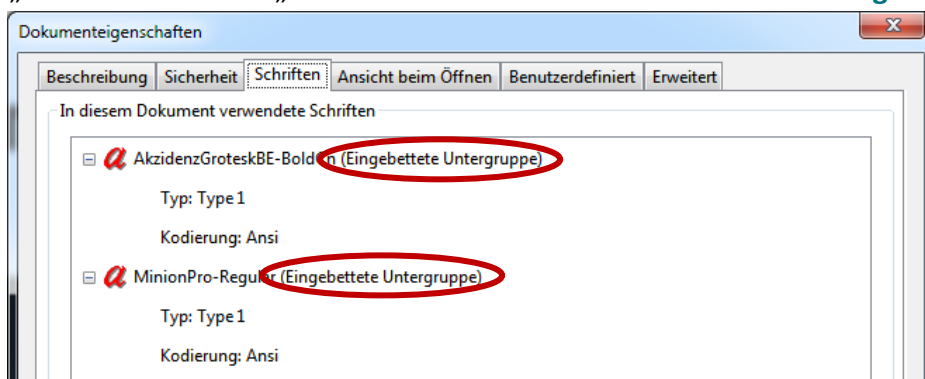 Dokumenteigenschaften
Beschreibung Sicherheit Schriften Ansicht beim Öffnen Benutzerdefiniert Erweitert
In diesem Dokument verwendete Schriften
AkzidenzGroteskBE-BoldCn (Eingebettete Untergruppe)
Typ: Type 1
Kodierung: Ansi
MinionPro-Regular (Eingebettete Untergruppe)
Typ: Type 1
Kodierung: Ansi